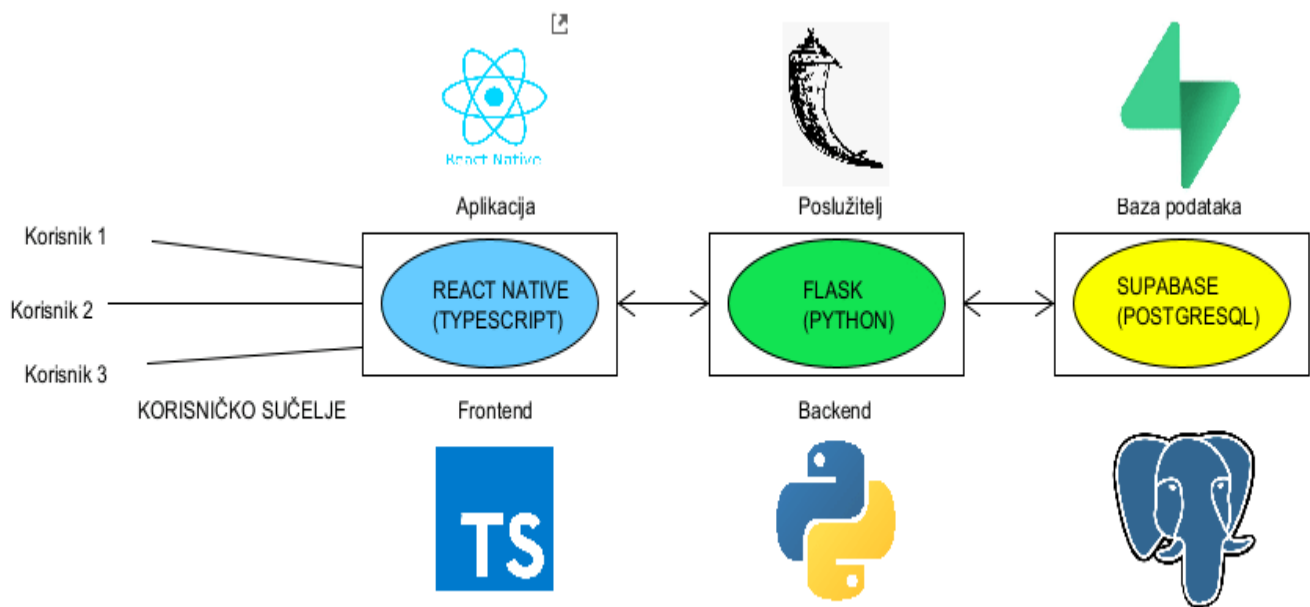 React Native
Aplikacija
Poslužitelj
Baza podataka
Korisnik 1
Korisnik 2
Korisnik 3
REACT NATIVE
(TYPESCRIPT)
FLASK
(PYTHON)
SUPABASE
(POSTGRESQL)
KORISNIČKO SUČELJE
Frontend
Backend
TS